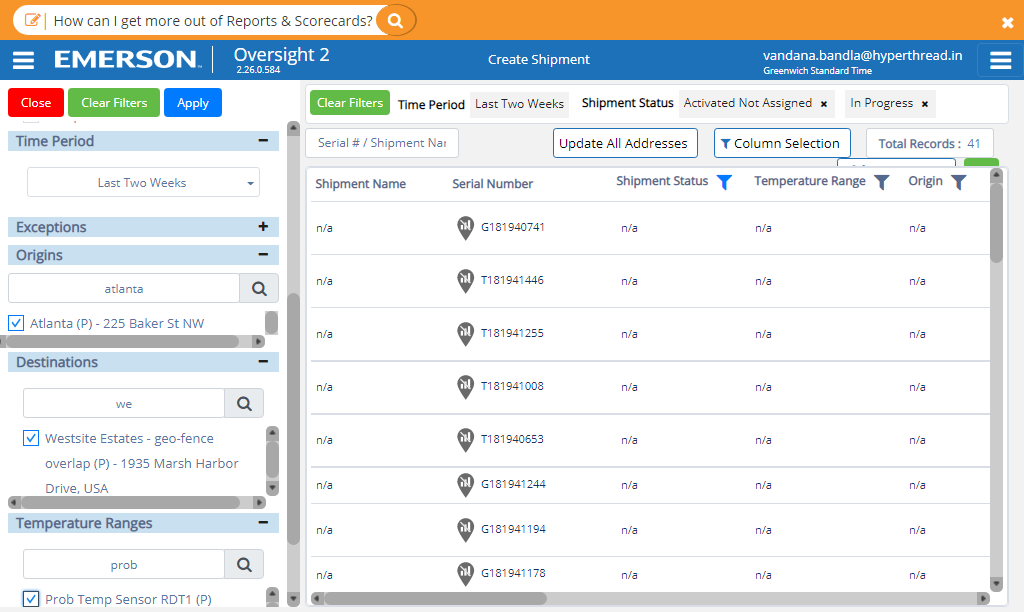 How can I get more out of Reports & Scorecards?
EMERSON
Oversight 2
2.26.0.584
Create Shipment
vandana.bandla@hyperthread.in
Greenwich Standard Time
Close
Clear Filters
Apply
Time Period
Last Two Weeks
Exceptions
Origins
atlanta
Atlanta (P) - 225 Baker St NW
Destinations
we
Westsite Estates - geo-fence
overlap (P) - 1935 Marsh Harbor
Drive, USA
Temperature Ranges
prob
Prob Temp Sensor RDT1 (P)
Clear Filters
Time Period
Last Two Weeks
Shipment Status
Activated Not Assigned ×
In Progress ×
Serial # / Shipment Nar
Update All Addresses
Column Selection
Total Records : 41
Shipment Name Serial Number Shipment Status Temperature Range Origin
n/a G181940741 n/a n/a n/a
n/a T181941446 n/a n/a n/a
n/a T181941255 n/a n/a n/a
n/a T181941008 n/a n/a n/a
n/a T181940653 n/a n/a n/a
n/a G181941244 n/a n/a n/a
n/a G181941194 n/a n/a n/a
n/a G181941178 n/a n/a n/a